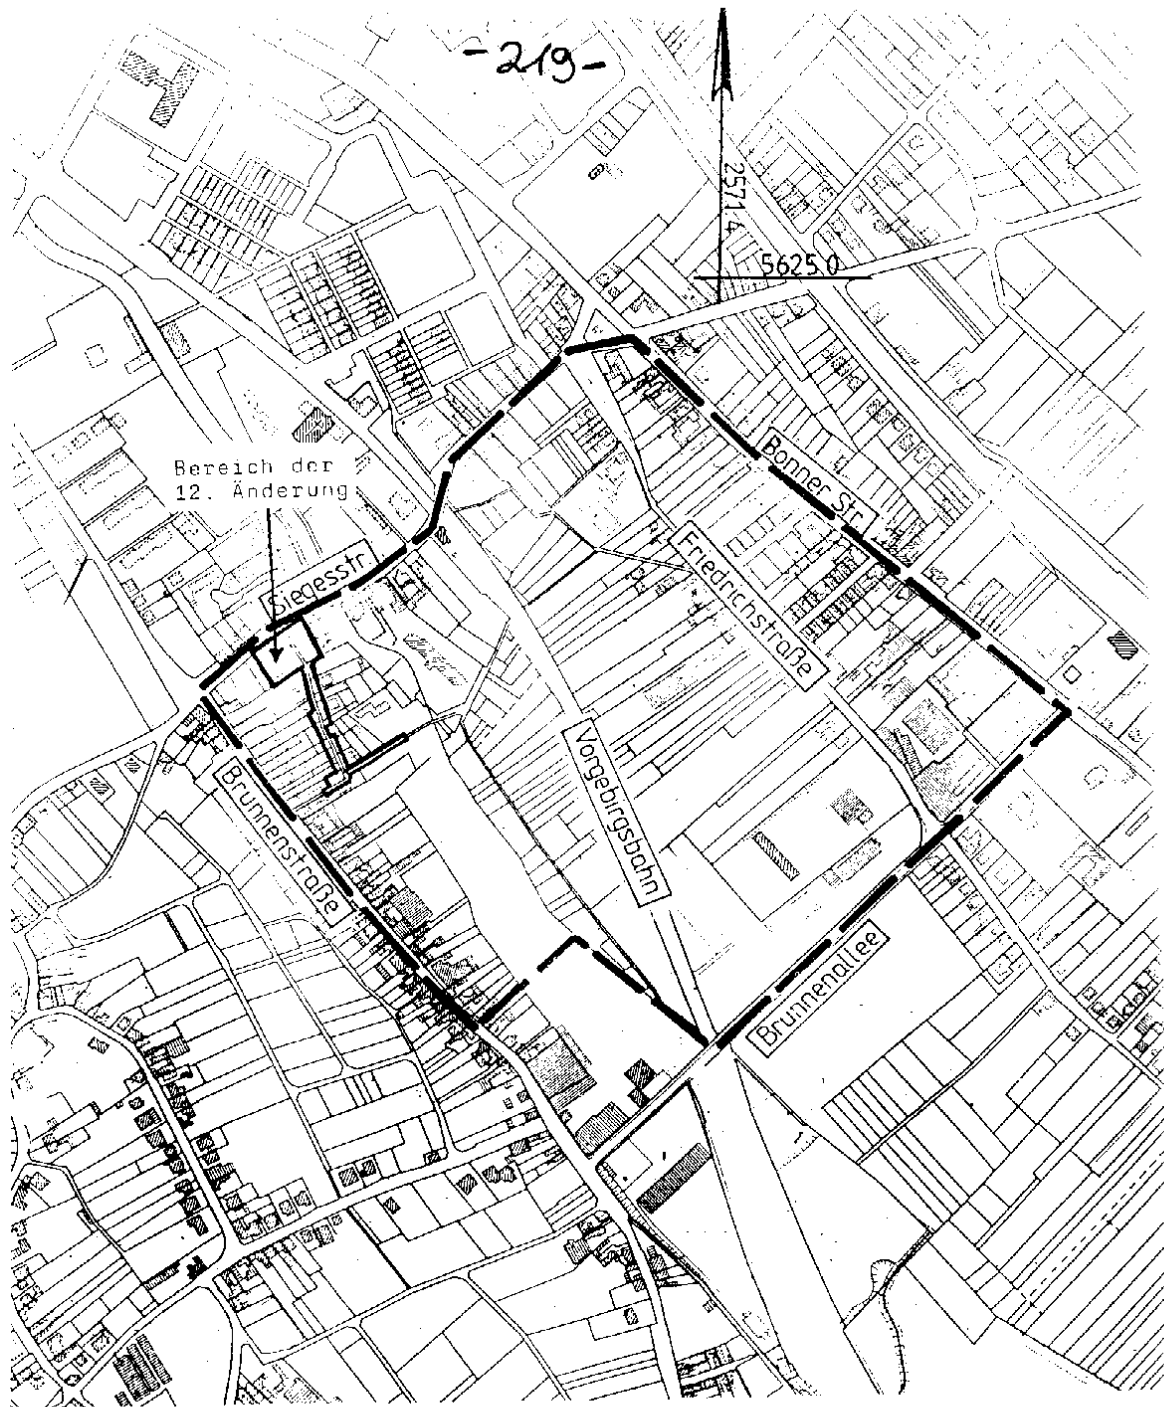 -219-
2571 4
5625 0
Bonner Str.
Bereich der
12. Änderung
Siegesstr.
Friedrichstraße
Vorgebirgsbahn
Brunnenstraße
Brunnenallee